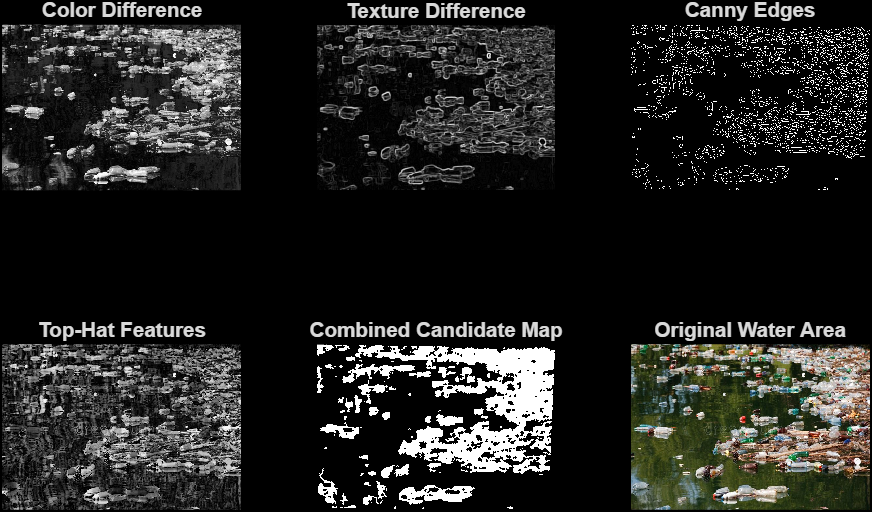 Color Difference
Texture Difference
Canny Edges
Top-Hat Features
Combined Candidate Map
Original Water Area